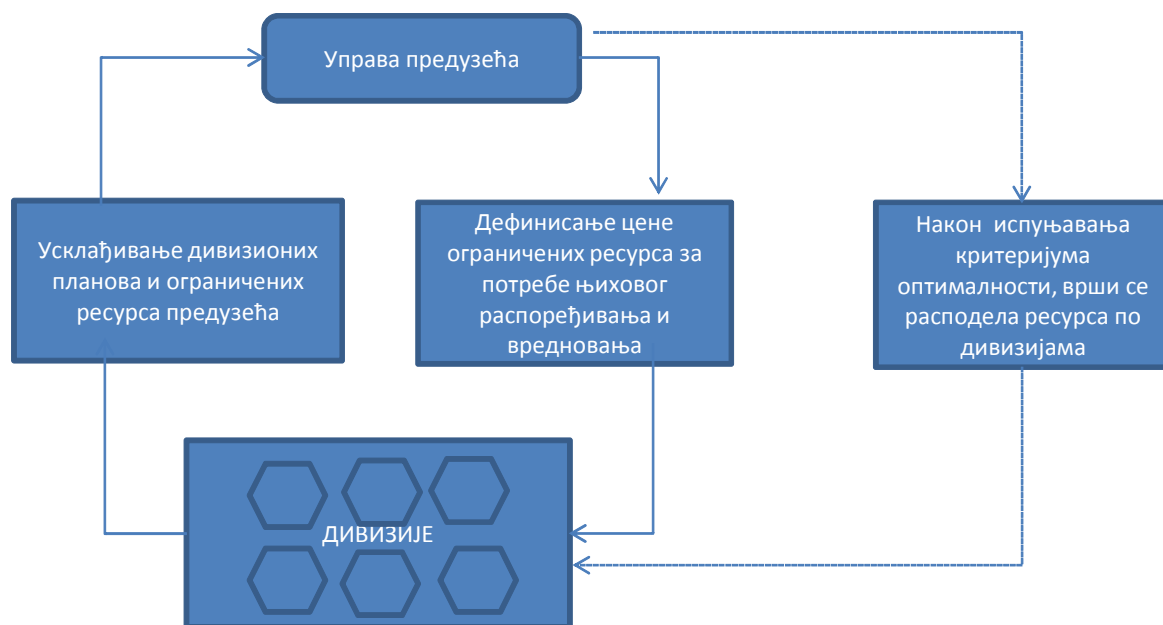 Управа предузећа
Усклађивање дивизионих
планова и ограничених
ресурса предузећа
Дефинисање цене
ограничених ресурса за
потребе њиховог
распоређивања и
вредновања
Након испуњавања
критеријума
оптималности, врши се
расподела ресурса по
дивизијама
ДИВИЗИЈЕ